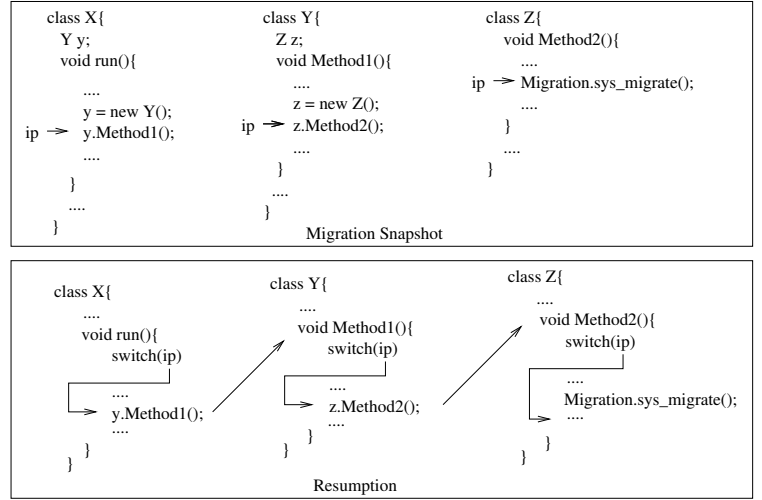 class X{
Y y;
void run(){
....
y = new Y();
ip
y.Method1();
....
}
....
}
class Y{
Z z;
void Method1(){
....
z = new Z();
ip
z.Method2();
....
}
....
}
class Z{
void Method2(){
....
ip
Migration.sys_migrate();
....
}
....
}
Migration Snapshot
class X{
....
void run(){
switch(ip)
....
y.Method1();
....
}
}
class Y{
....
void Method1(){
switch(ip)
....
z.Method2();
....
}
}
class Z{
....
void Method2(){
switch(ip)
....
Migration.sys_migrate();
....
}
}
Resumption